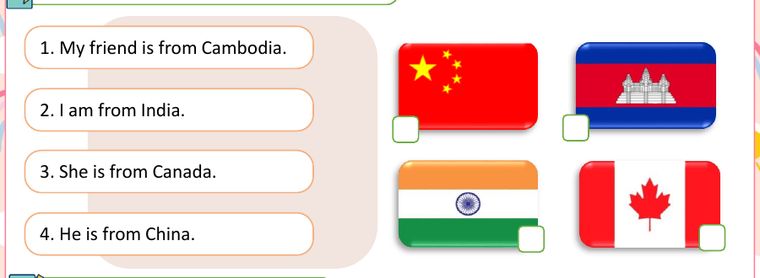 1. My friend is from Cambodia.
2. I am from India.
3. She is from Canada.
4. He is from China.